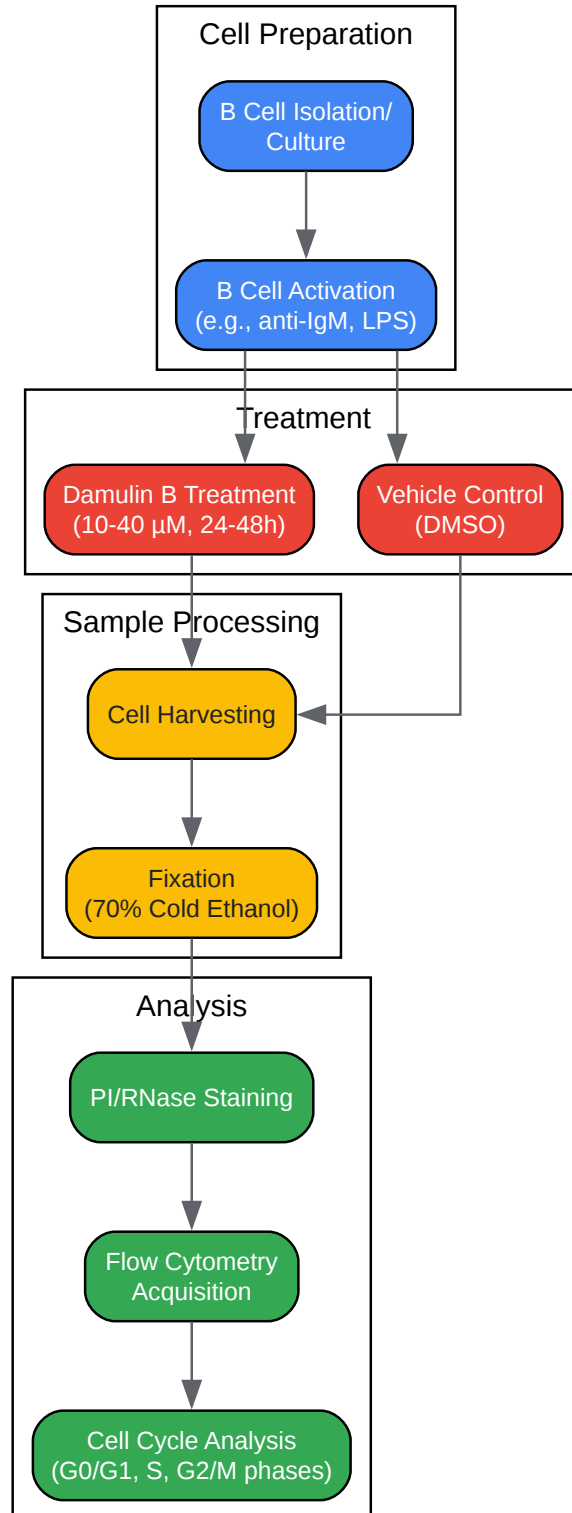 Cell Preparation
B Cell Isolation/
Culture
B Cell Activation
(e.g., anti-IgM, LPS)
Treatment
Damulin B Treatment
(10-40 µM, 24-48h)
Vehicle Control
(DMSO)
Sample Processing
Cell Harvesting
Fixation
(70% Cold Ethanol)
Analysis
PI/RNase Staining
Flow Cytometry
Acquisition
Cell Cycle Analysis
(G0/G1, S, G2/M phases)